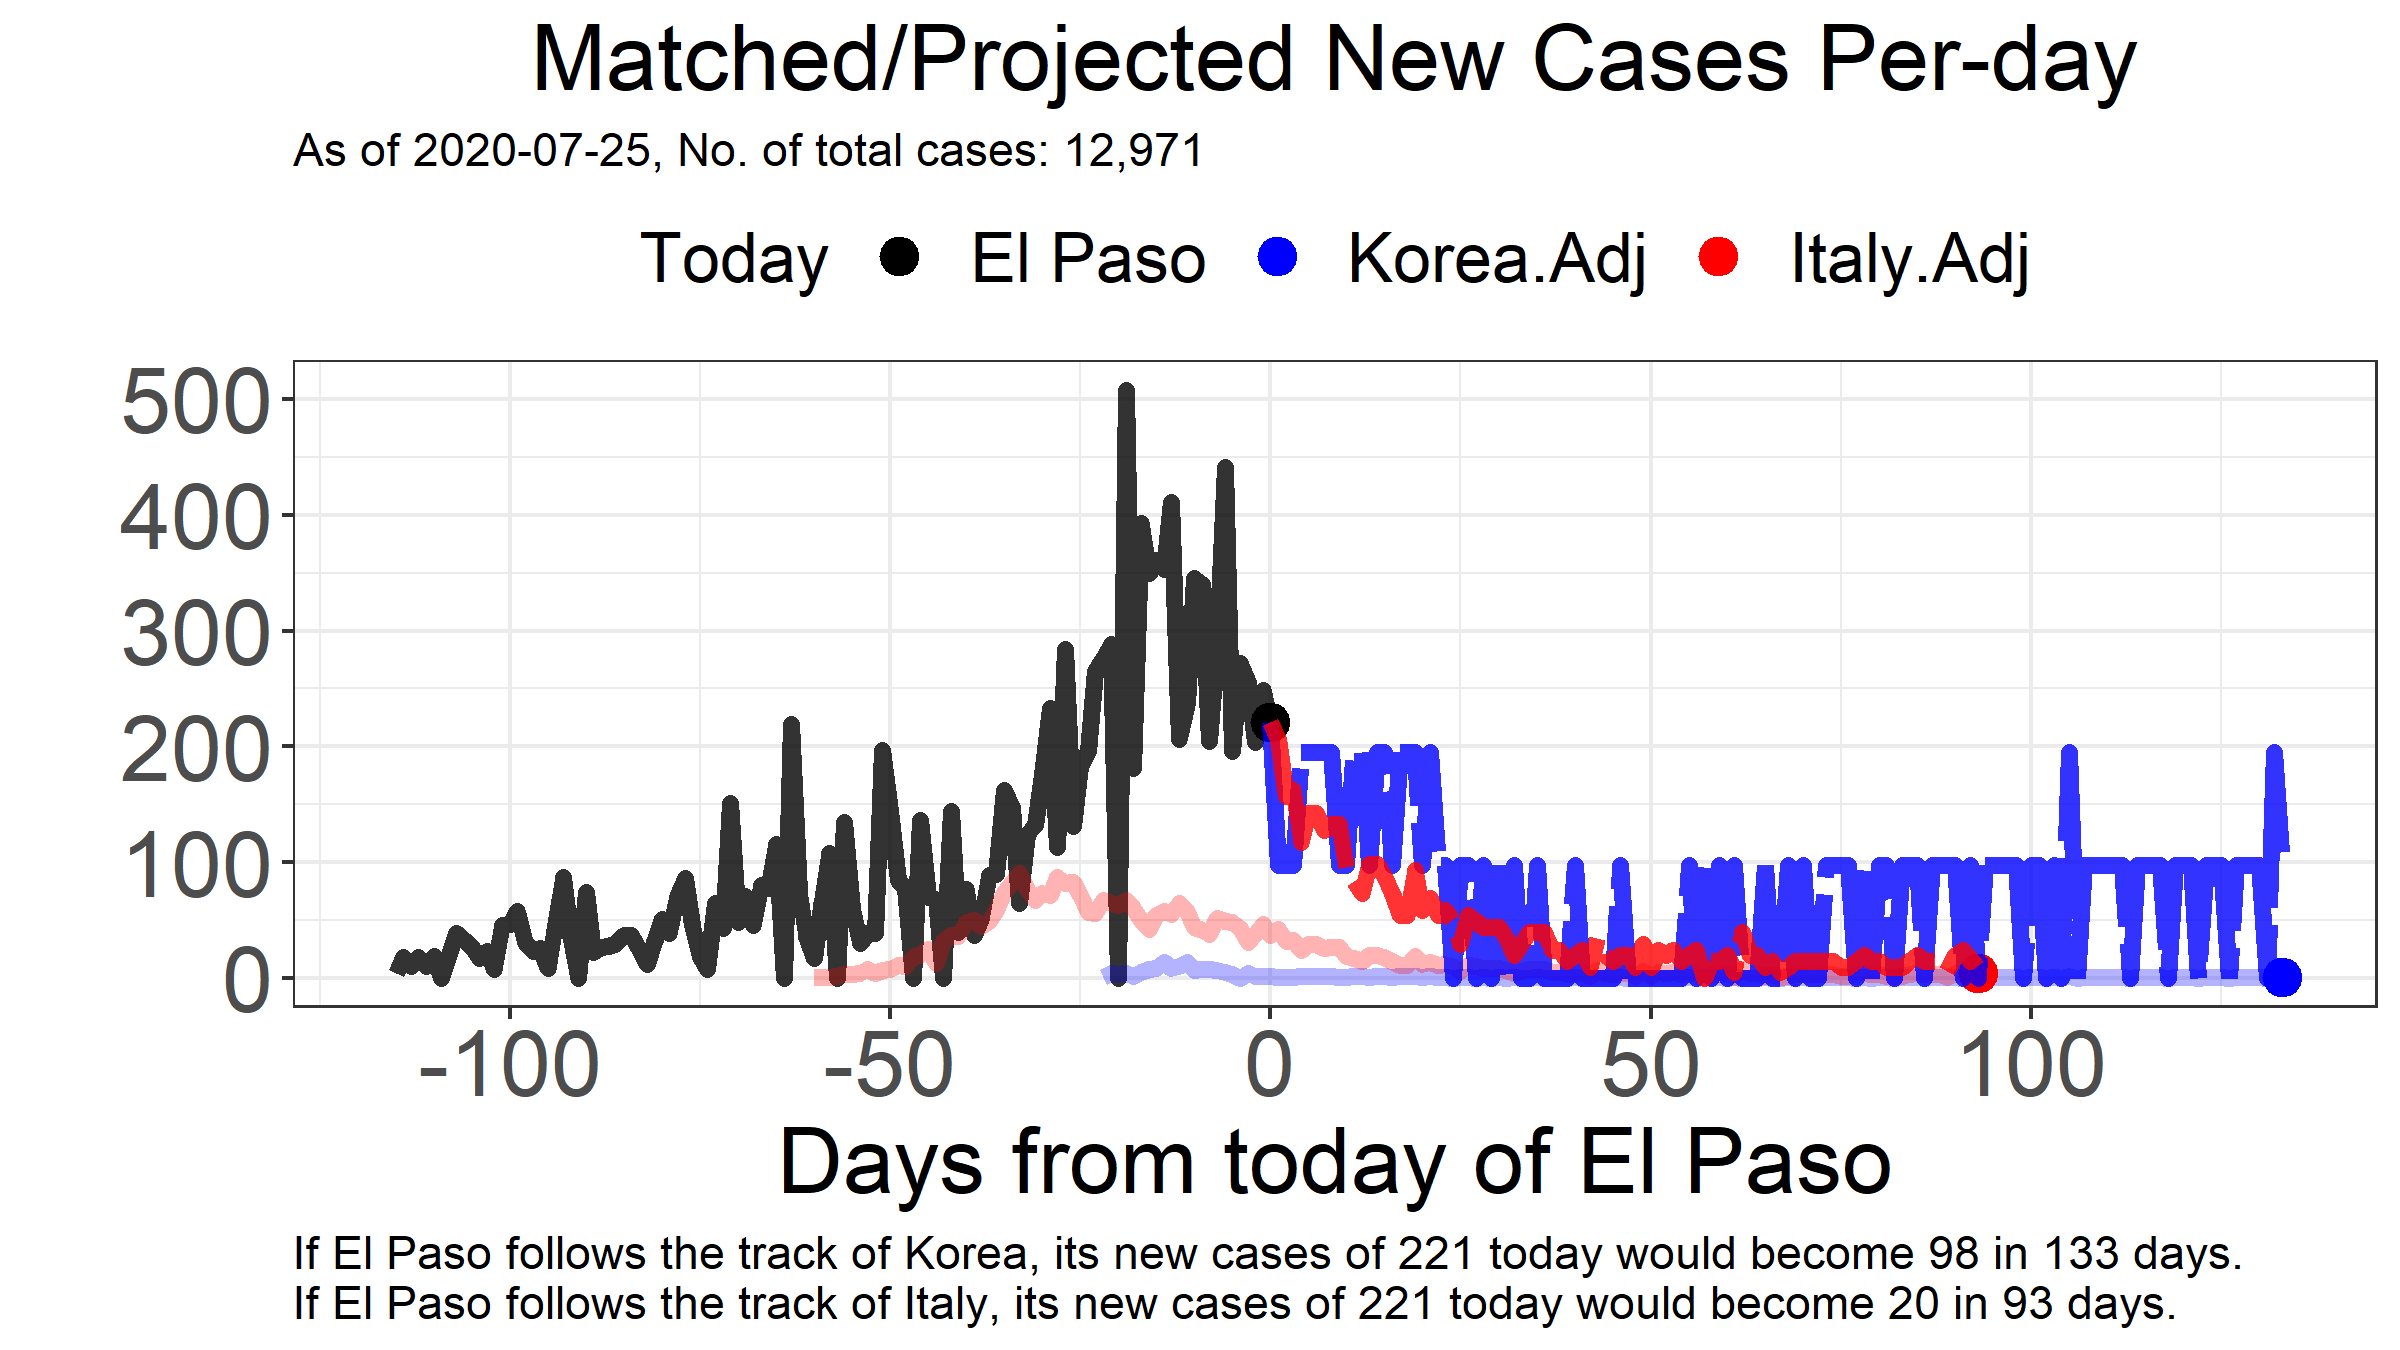 Matched/Projected New Cases Per-day
As of 2020-07-25, No. of total cases: 12,971
Today El Paso Korea.Adj Italy.Adj
500
400
300
200
100
0
-100 -50 0 50 100
Days from today of El Paso
If El Paso follows the track of Korea, its new cases of 221 today would become 98 in 133 days.
If El Paso follows the track of Italy, its new cases of 221 today would become 20 in 93 days.